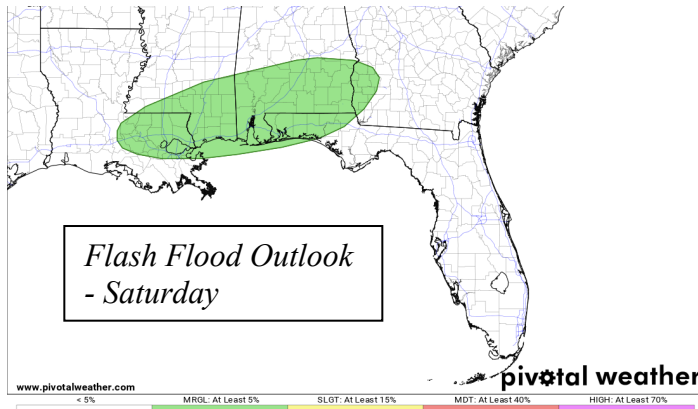 Flash Flood Outlook
- Saturday
pivotal weather
www.pivotalweather.com
< 5%
MRGL: At Least 5%
SLGT: At Least 15%
MDT: At Least 40%
HIGH: At Least 70%